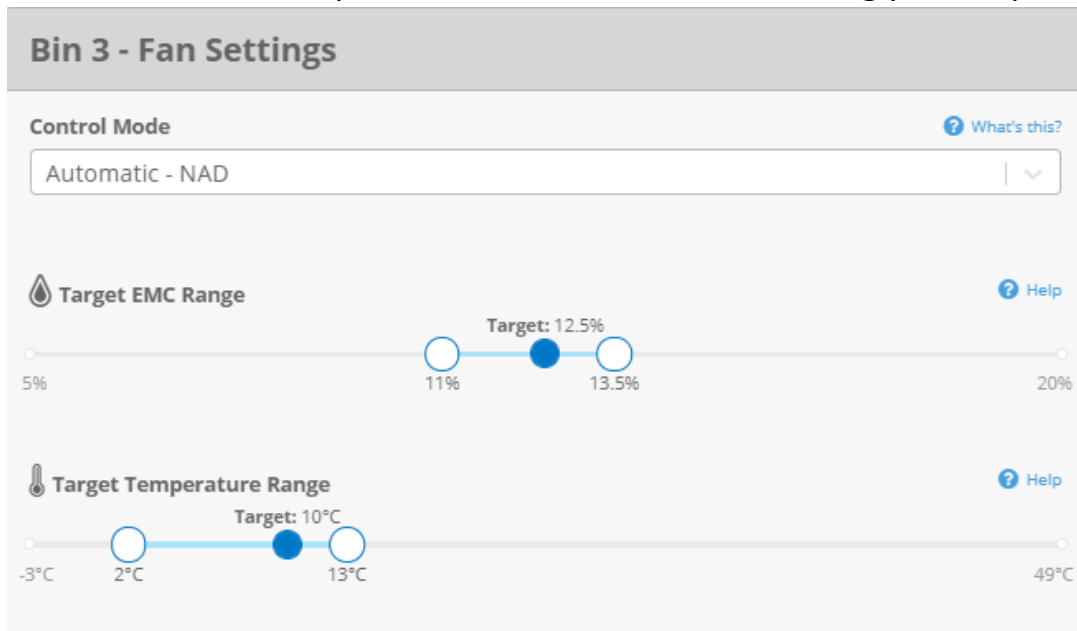 Bin 3 - Fan Settings
Control Mode
What's this?
Automatic - NAD
Target EMC Range
Help
Target: 12.5%
5%
11%
13.5%
20%
Target Temperature Range
Help
Target: 10°C
-3°C
2°C
13°C
49°C